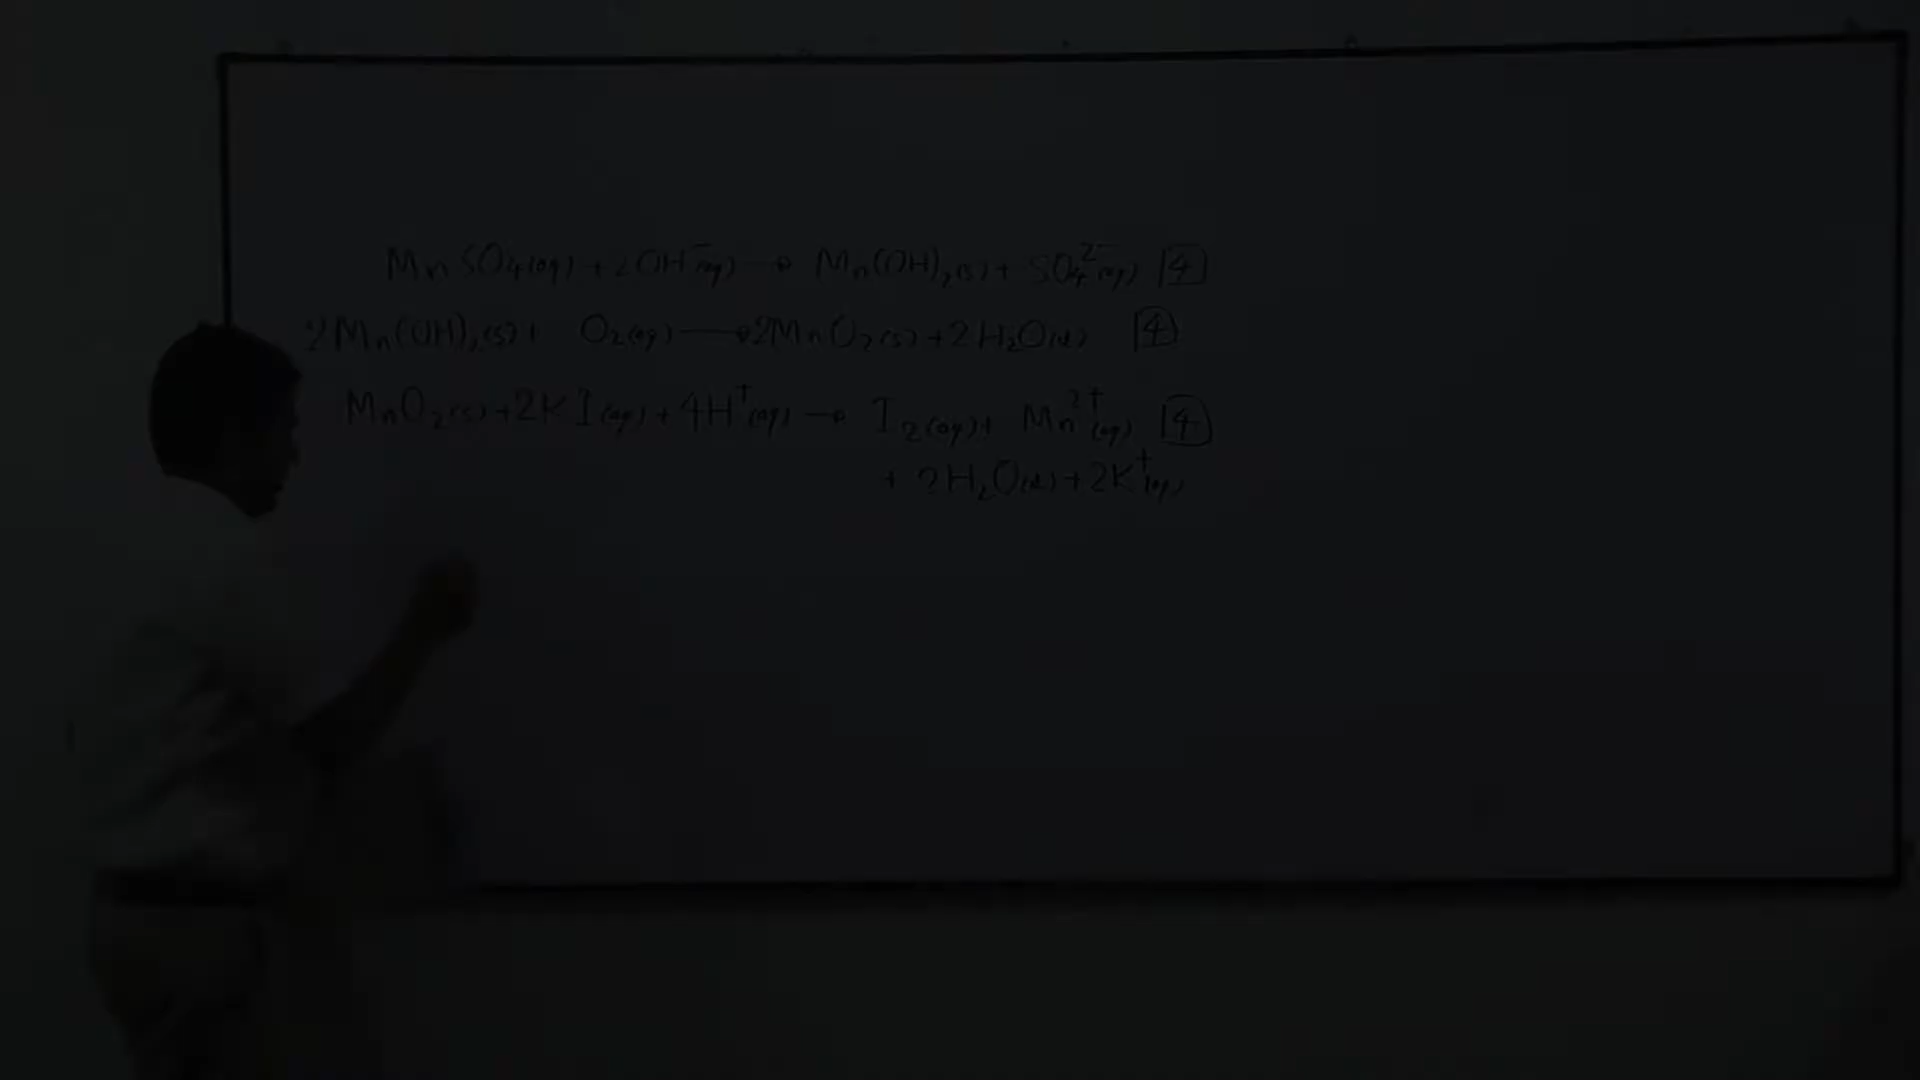 MnSO₄(aq) + 2OH⁻(aq) → Mn(OH)₂(s) + SO₄²⁻(aq) 4
2Mn(OH)₂(s) + O₂(aq) → 2MnO₂(s) + 2H₂O(l) 4
MnO₂(s) + 2KI(aq) + 4H⁺(aq) → I₂(aq) + Mn²⁺(aq) 4
+ 2H₂O(l) + 2K⁺(aq)